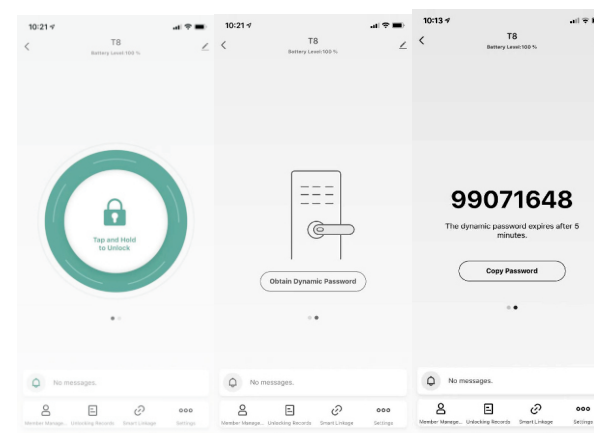 10:21
T8
Battery Level:100 %
Tap and Hold
to Unlock
No messages.
Member Manage... Unlocking Records Smart Linkage Settings
10:21
T8
Battery Level:100 %
Obtain Dynamic Password
No messages.
Member Manage... Unlocking Records Smart Linkage Settings
10:13
T8
Battery Level:100 %
99071648
The dynamic password expires after 5
minutes.
Copy Password
No messages.
Member Manage... Unlocking Records Smart Linkage Settings